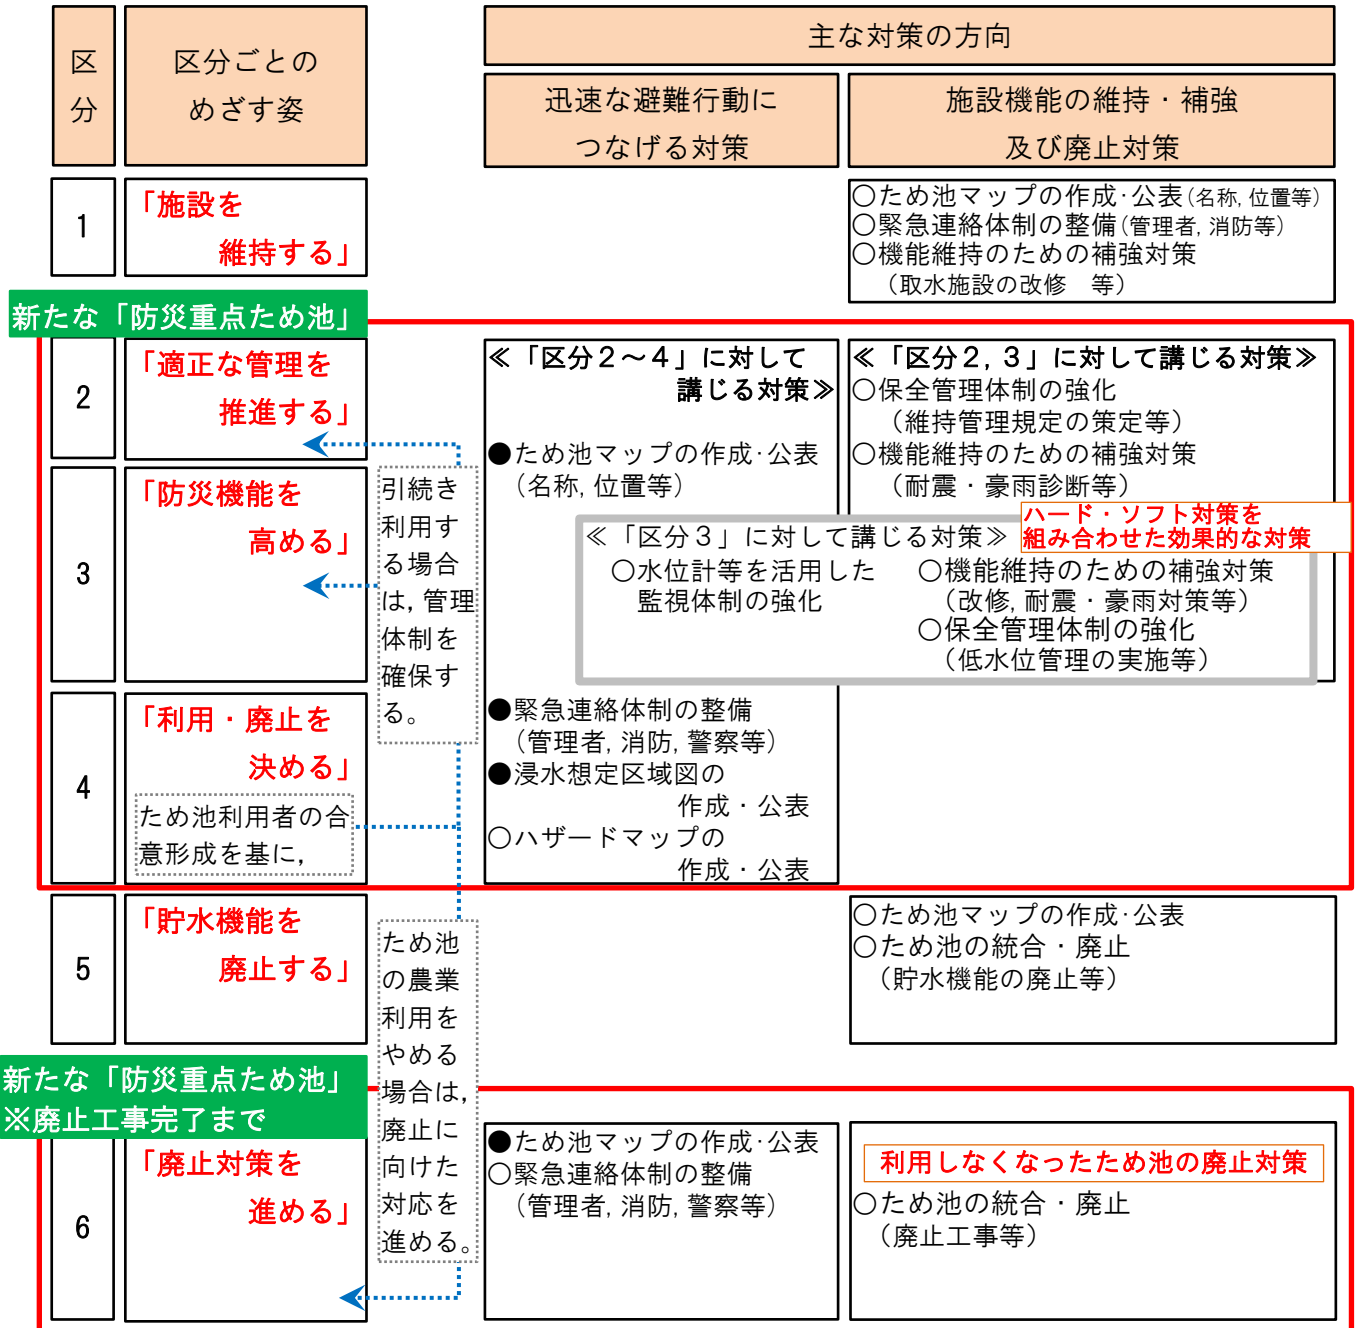 区
分
区分ごとの
めざす姿
主な対策の方向
迅速な避難行動に
つなげる対策
施設機能の維持・補強
及び廃止対策
1
「施設を
維持する」
○ため池マップの作成･公表(名称,位置等)
○緊急連絡体制の整備(管理者,消防等)
○機能維持のための補強対策
（取水施設の改修　等）
新たな「防災重点ため池」
2
「適正な管理を
推進する」
≪「区分２～４」に対して
講じる対策≫
●ため池マップの作成･公表
（名称,位置等）
≪「区分２,３」に対して講じる対策≫
○保全管理体制の強化
（維持管理規定の策定等）
○機能維持のための補強対策
（耐震・豪雨診断等）
3
「防災機能を
高める」
引続き
利用す
る場合
は,管理
体制を
確保す
る。
ハード・ソフト対策を
組み合わせた効果的な対策
≪「区分３」に対して講じる対策≫
○水位計等を活用した
監視体制の強化
○機能維持のための補強対策
（改修,耐震・豪雨対策等）
○保全管理体制の強化
（低水位管理の実施等）
4
「利用・廃止を
決める」
ため池利用者の合
意形成を基に,
●緊急連絡体制の整備
（管理者,消防,警察等）
●浸水想定区域図の
作成・公表
○ハザードマップの
作成・公表
5
「貯水機能を
廃止する」
ため池
の農業
利用を
やめる
場合は,
廃止に
向けた
対応を
進める。
○ため池マップの作成･公表
○ため池の統合・廃止
（貯水機能の廃止等）
新たな「防災重点ため池」
※廃止工事完了まで
6
「廃止対策を
進める」
●ため池マップの作成･公表
○緊急連絡体制の整備
（管理者,消防,警察等）
利用しなくなったため池の廃止対策
○ため池の統合・廃止
（廃止工事等）